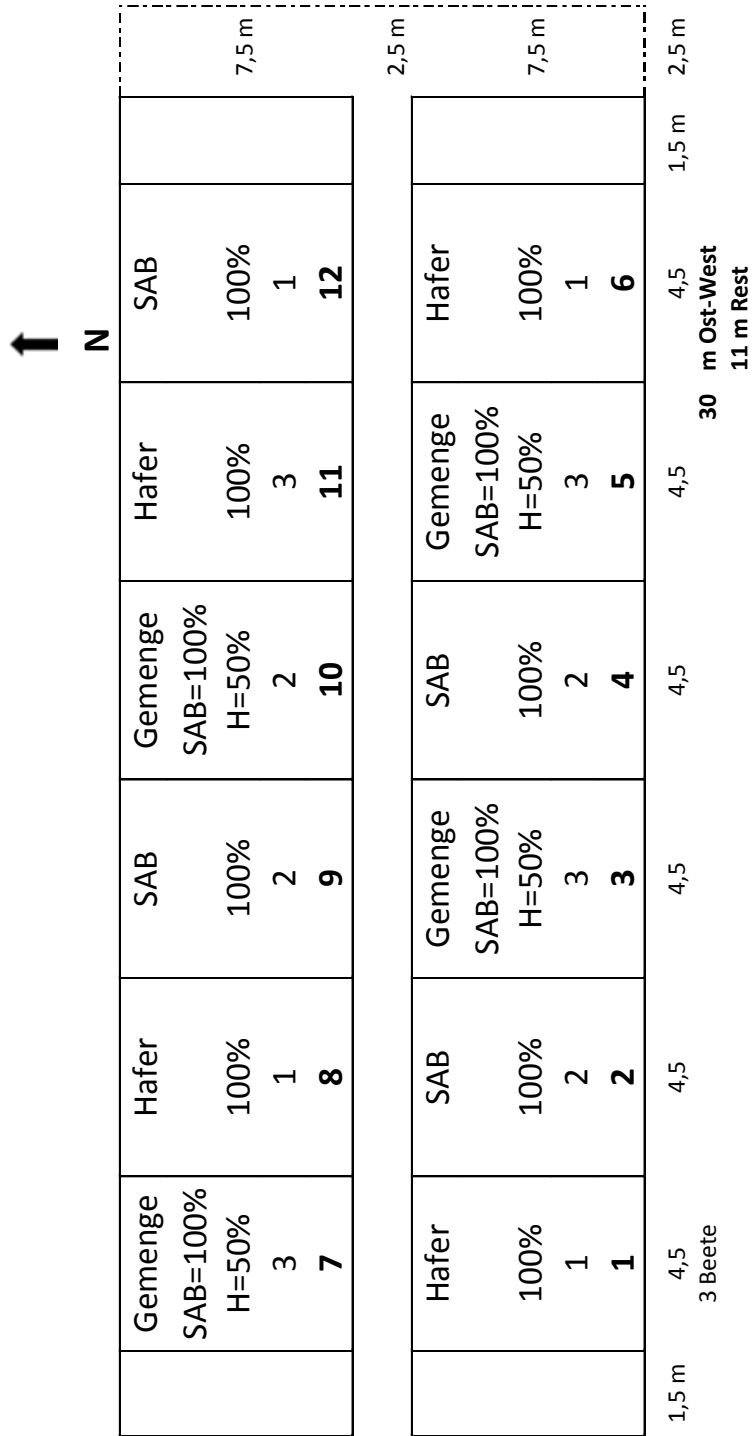 N
Gemenge
SAB=100%
H=50%
3
7
Hafer
100%
1
8
SAB
100%
2
9
Gemenge
SAB=100%
H=50%
2
10
Hafer
100%
3
11
SAB
100%
1
12
7,5 m
2,5 m
Hafer
100%
1
1
SAB
100%
2
2
Gemenge
SAB=100%
H=50%
3
3
SAB
100%
2
4
Gemenge
SAB=100%
H=50%
3
5
Hafer
100%
1
6
7,5 m
1,5 m 4,5 4,5 4,5 4,5 4,5 4,5 1,5 m 2,5 m
3 Beete 30 m Ost-West
11 m Rest